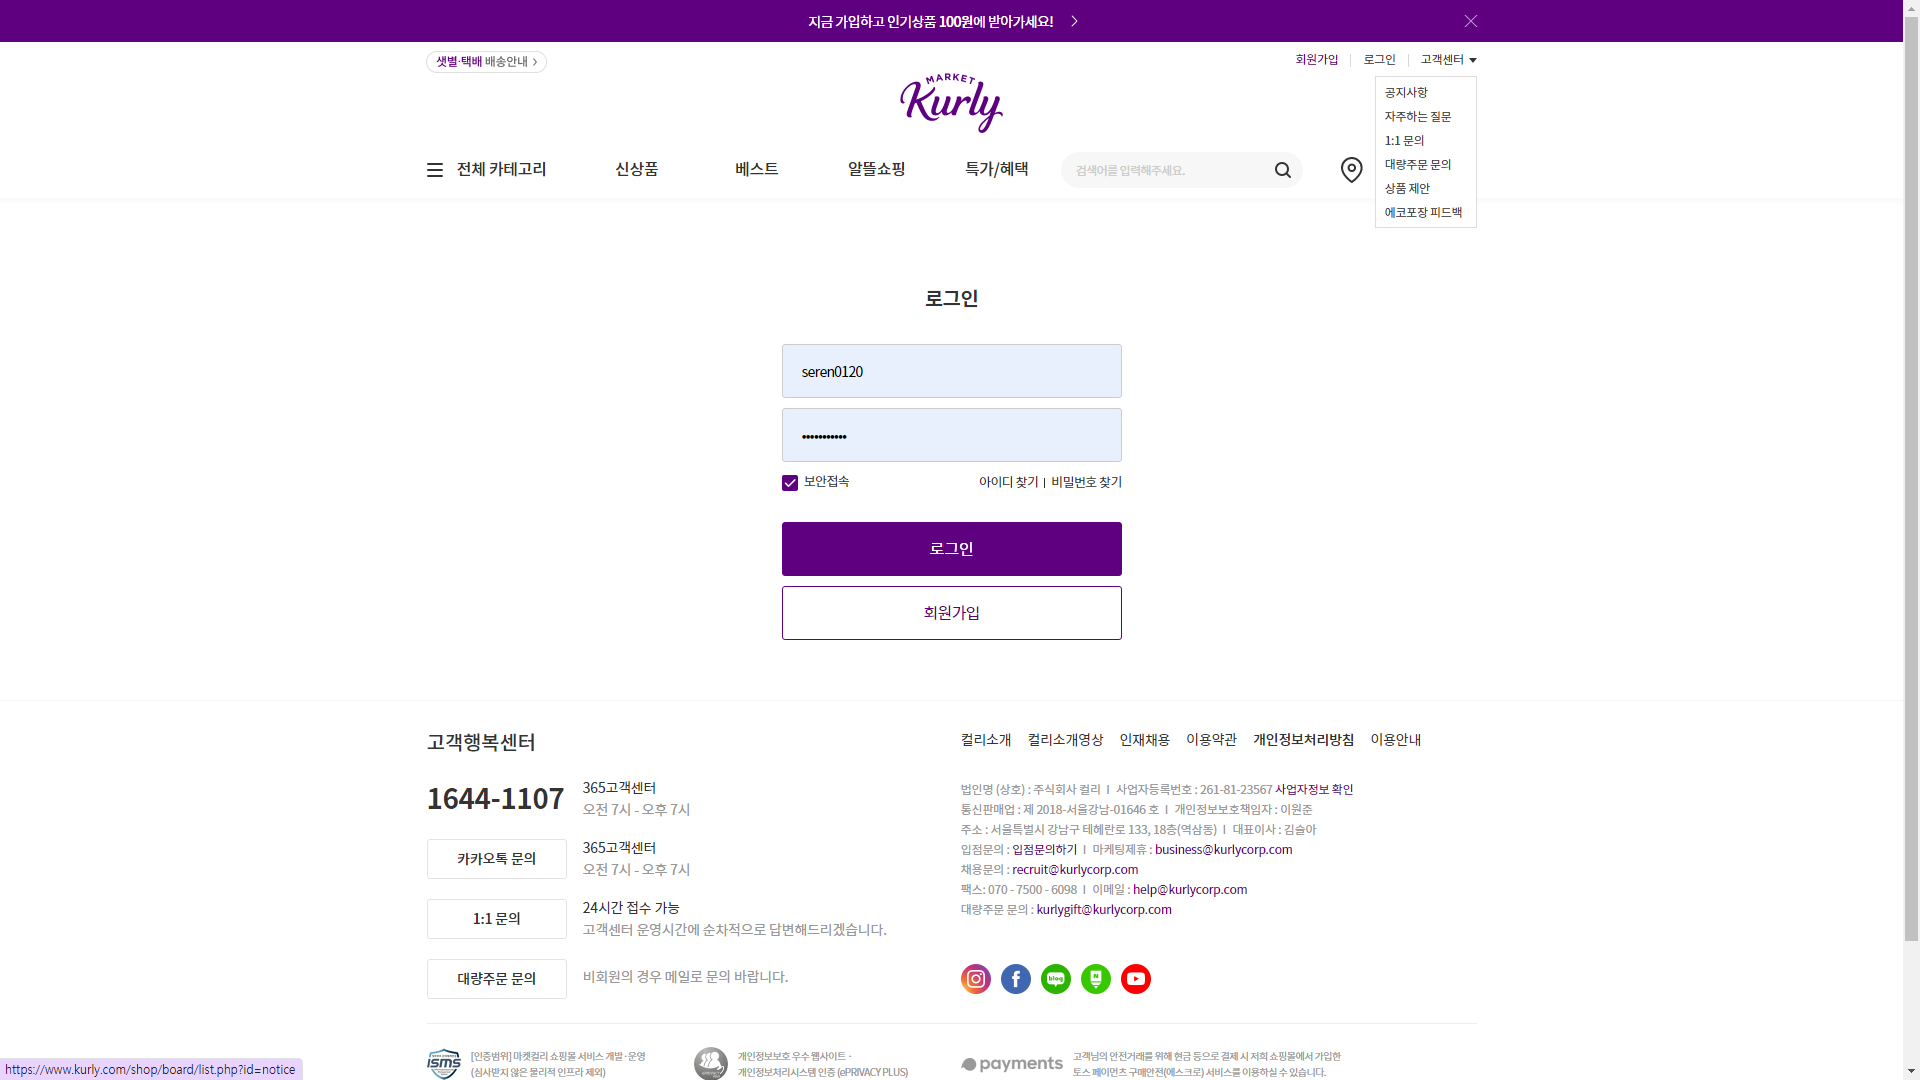 지금 가입하고 인기상품 100원에 받아가세요!
샛별·택배 배송안내
회원가입 로그인 고객센터
MARKET
Kurly
공지사항
자주하는 질문
1:1 문의
대량주문 문의
상품 제안
에코포장 피드백
전체 카테고리 신상품 베스트 알뜰쇼핑 특가/혜택 검색어를 입력해주세요.
로그인
seren0120
•••••••••••
보안접속 아이디 찾기 | 비밀번호 찾기
로그인
회원가입
고객행복센터
1644-1107 365고객센터
오전 7시 - 오후 7시
카카오톡 문의 365고객센터
오전 7시 - 오후 7시
1:1 문의 24시간 접수 가능
고객센터 운영시간에 순차적으로 답변해드리겠습니다.
대량주문 문의 비회원의 경우 메일로 문의 바랍니다.
컬리소개 컬리소개영상 인재채용 이용약관 개인정보처리방침 이용안내
법인명 (상호) : 주식회사 컬리 I 사업자등록번호 : 261-81-23567 사업자정보 확인
통신판매업 : 제 2018-서울강남-01646 호 I 개인정보보호책임자 : 이원준
주소 : 서울특별시 강남구 테헤란로 133, 18층(역삼동) I 대표이사 : 김슬아
입점문의 : 입점문의하기 I 마케팅제휴 : business@kurlycorp.com
채용문의 : recruit@kurlycorp.com
팩스: 070 - 7500 - 6098 I 이메일 : help@kurlycorp.com
대량주문 문의 : kurlygift@kurlycorp.com
blog
N
isms
[인증범위] 마켓컬리 쇼핑몰 서비스 개발·운영
(심사받지 않은 물리적 인프라 제외)
개인정보보호 우수 웹사이트 ·
개인정보처리시스템 인증 (ePRIVACY PLUS)
payments
고객님의 안전거래를 위해 현금 등으로 결제 시 저희 쇼핑몰에서 가입한
토스 페이먼츠 구매안전(에스크로) 서비스를 이용하실 수 있습니다.
https://www.kurly.com/shop/board/list.php?id=notice